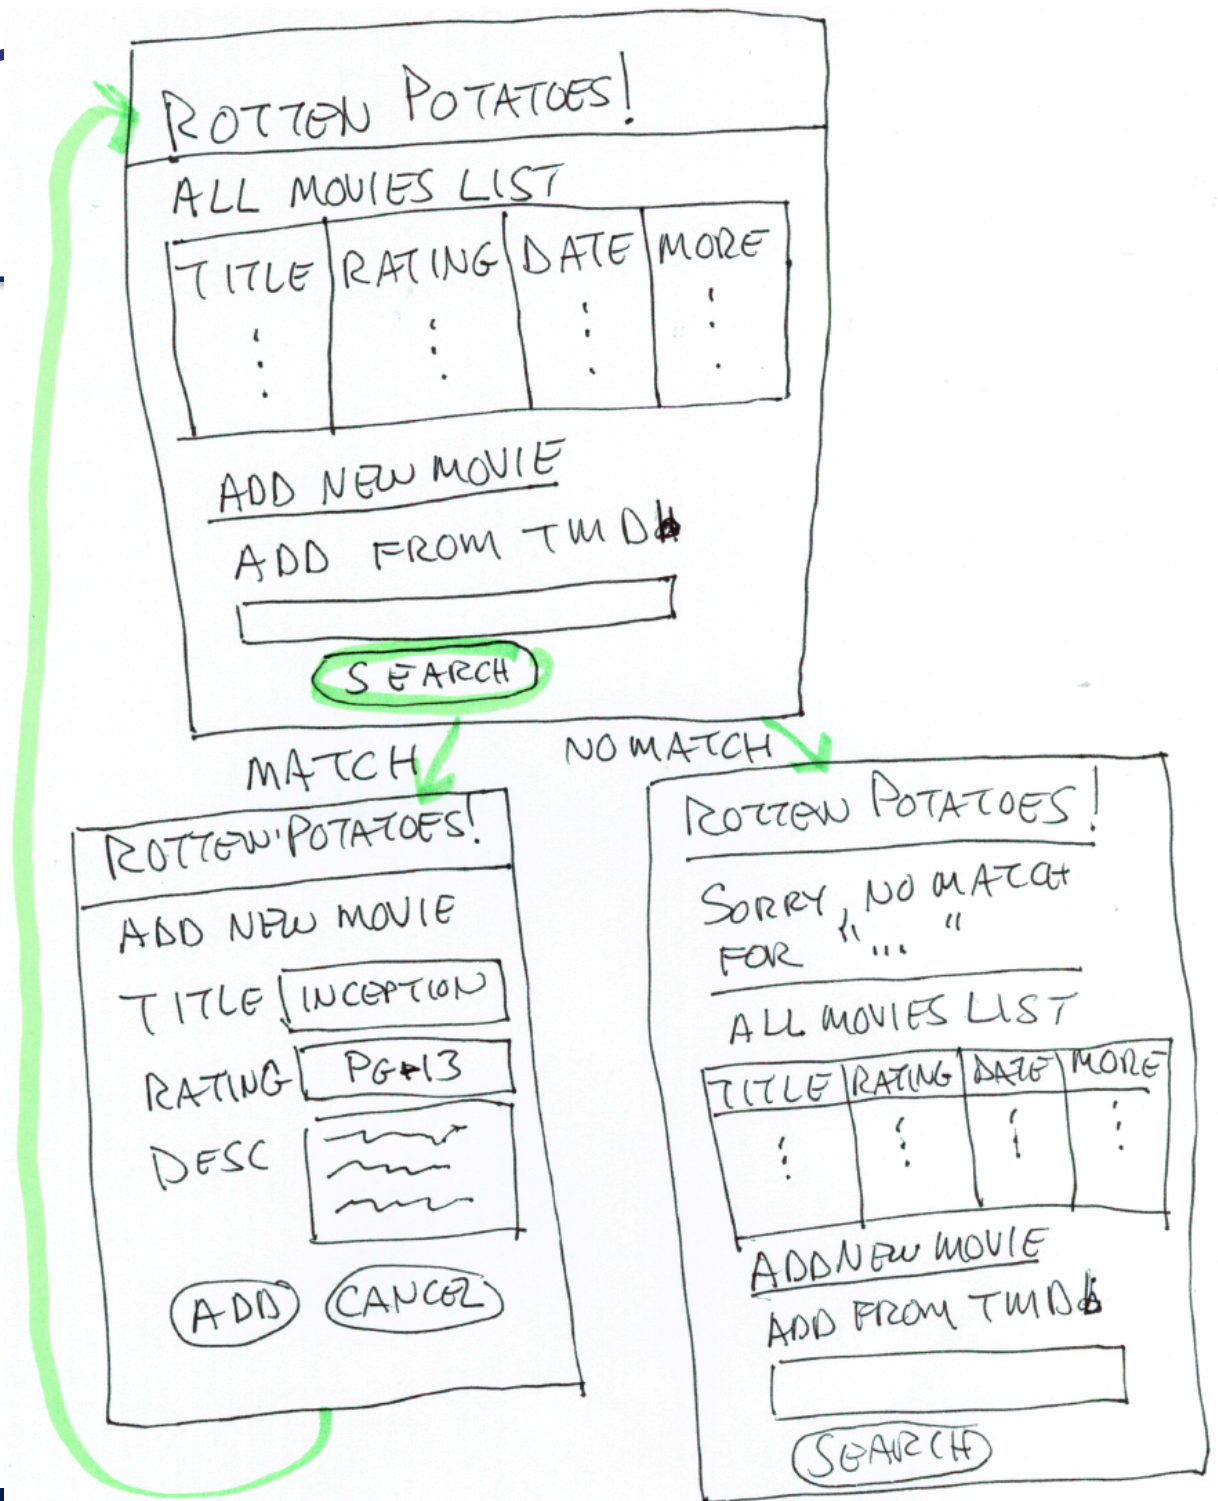 ROTTEN POTATOES!
ALL MOVIES LIST
TITLE RATING DATE MORE
ADD NEW MOVIE
ADD FROM TMDb
SEARCH
MATCH
NO MATCH
ROTTEN POTATOES!
ADD NEW MOVIE
TITLE INCEPTION
RATING PG-13
DESC
ADD CANCEL
ROTTEN POTATOES!
SORRY, NO MATCH
FOR "..."
ALL MOVIES LIST
TITLE RATING DATE MORE
ADD NEW MOVIE
ADD FROM TMDb
SEARCH